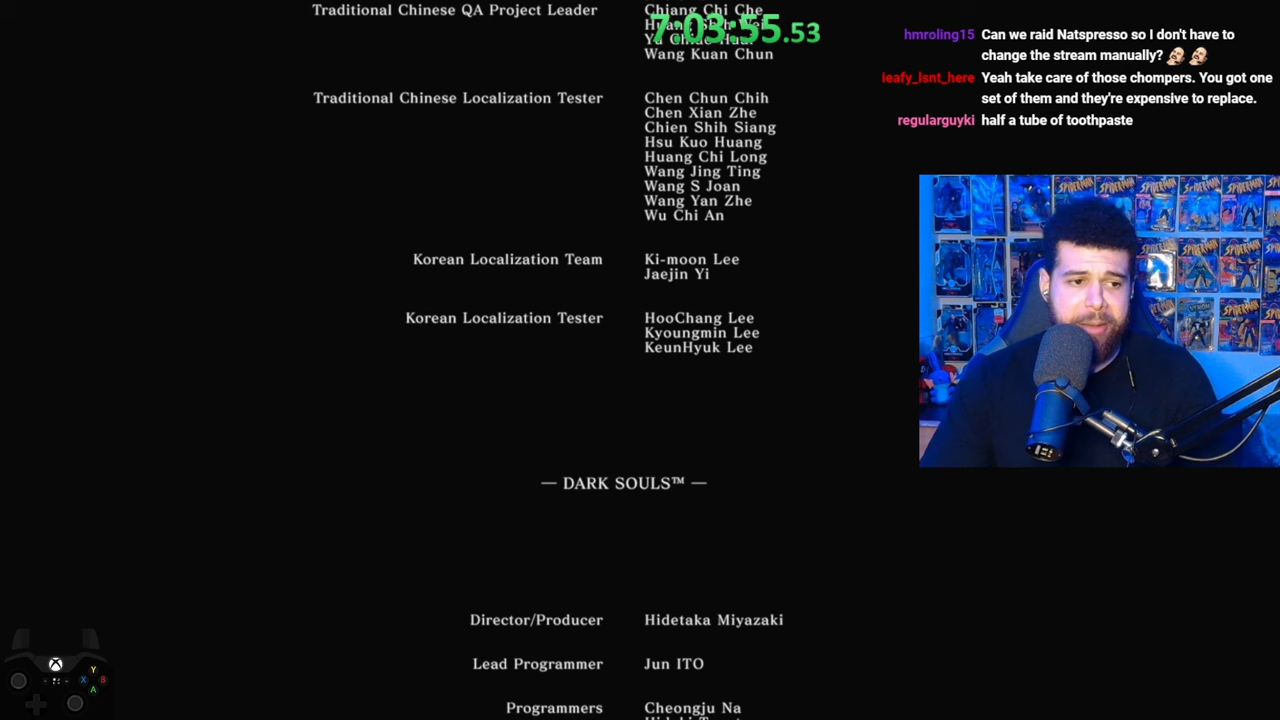 Traditional Chinese QA Project Leader Chiang Chi Che
7:03:55.53
Wang Kuan Chun
Traditional Chinese Localization Tester Chen Chun Chih
Chen Xian Zhe
Chien Shih Siang
Hsu Kuo Huang
Huang Chi Long
Wang Jing Ting
Wang S Joan
Wang Yan Zhe
Wu Chi An
Korean Localization Team Ki-moon Lee
Jaejin Yi
Korean Localization Tester HooChang Lee
Kyoungmin Lee
KeunHyuk Lee
— DARK SOULS™ —
Director/Producer Hidetaka Miyazaki
Lead Programmer Jun ITO
Programmers Cheongju Na
hmroling15 Can we raid Natspresso so I don't have to
change the stream manually?
leafy_lsnt_here Yeah take care of those chompers. You got one
set of them and they're expensive to replace.
regularguyki half a tube of toothpaste
SPIDER-MAN
Y
X B
A